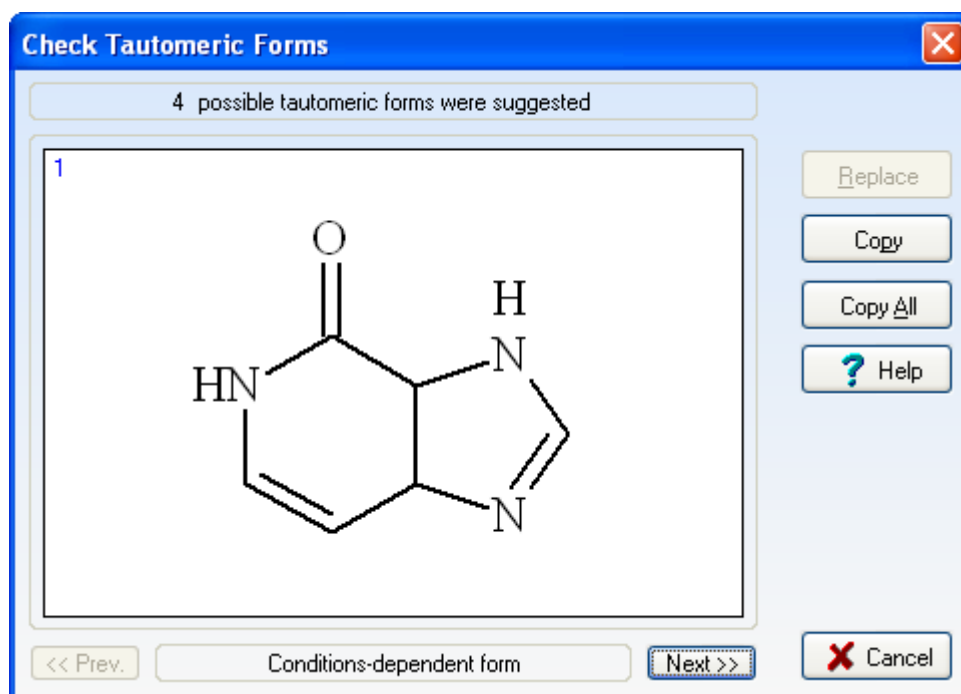 Check Tautomeric Forms
4 possible tautomeric forms were suggested
1
O
H
N
HN
N
Replace
Copy
Copy All
? Help
<< Prev.
Conditions-dependent form
Next >>
Cancel